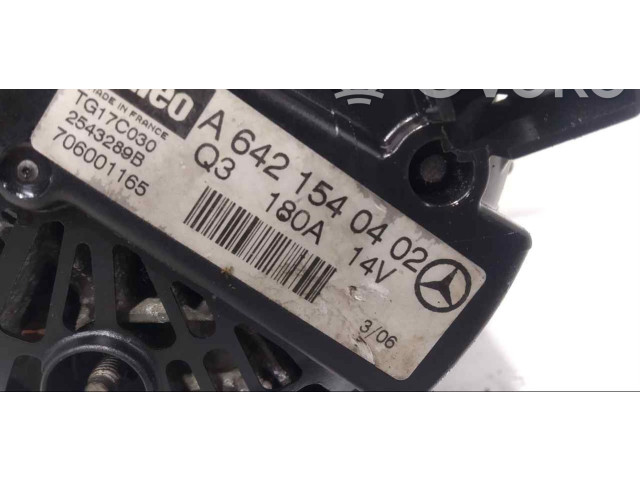 MADE IN FRANCE
TG17C030
2543289B
706001165
A 642 154 04 02
Q3 180A 14V
3/06